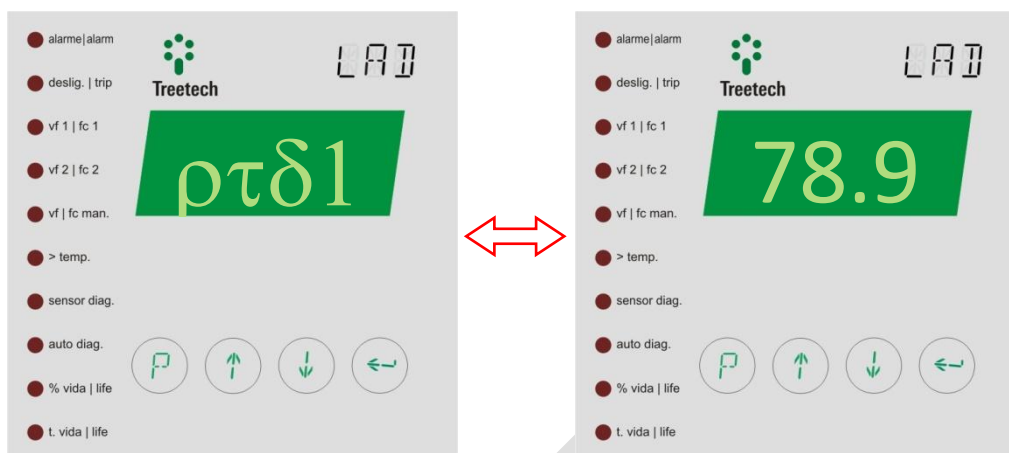 alarme|alarm
LAD
deslig. | trip
Treetech
vf 1 | fc 1
vf 2 | fc 2
ρτδ1
vf | fc man.
> temp.
sensor diag.
auto diag.
P
% vida | life
t. vida | life
alarme|alarm
LAD
deslig. | trip
Treetech
vf 1 | fc 1
vf 2 | fc 2
78.9
vf | fc man.
> temp.
sensor diag.
auto diag.
P
% vida | life
t. vida | life